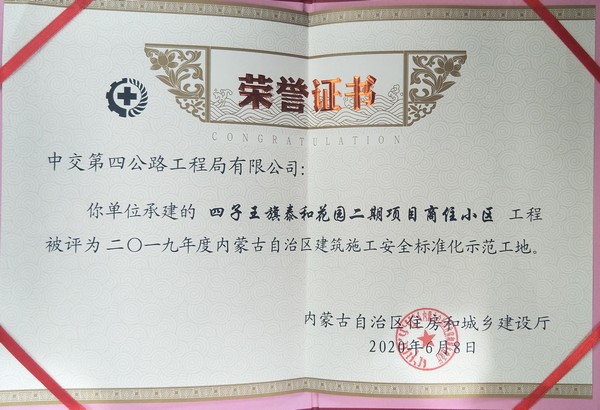 荣誉证书
CONGRATULATION
中交第四公路工程局有限公司：
你单位承建的 四子王旗泰和花园二期项目商住小区 工程
被评为二〇一九年度内蒙古自治区建筑施工安全标准化示范工地。
内蒙古自治区住房和城乡建设厅
2020年6月8日